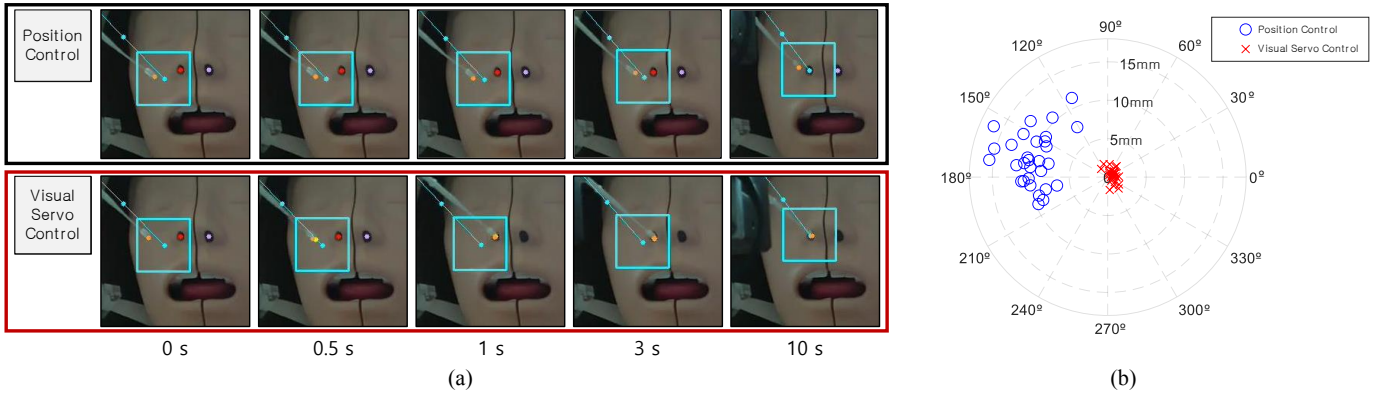 Position
Control
Visual
Servo
Control
0 s
0.5 s
1 s
3 s
10 s
(a)
Position Control
Visual Servo Control
90º
120º
60º
15mm
150º
10mm
30º
5mm
180º
0
0º
210º
330º
240º
300º
270º
(b)